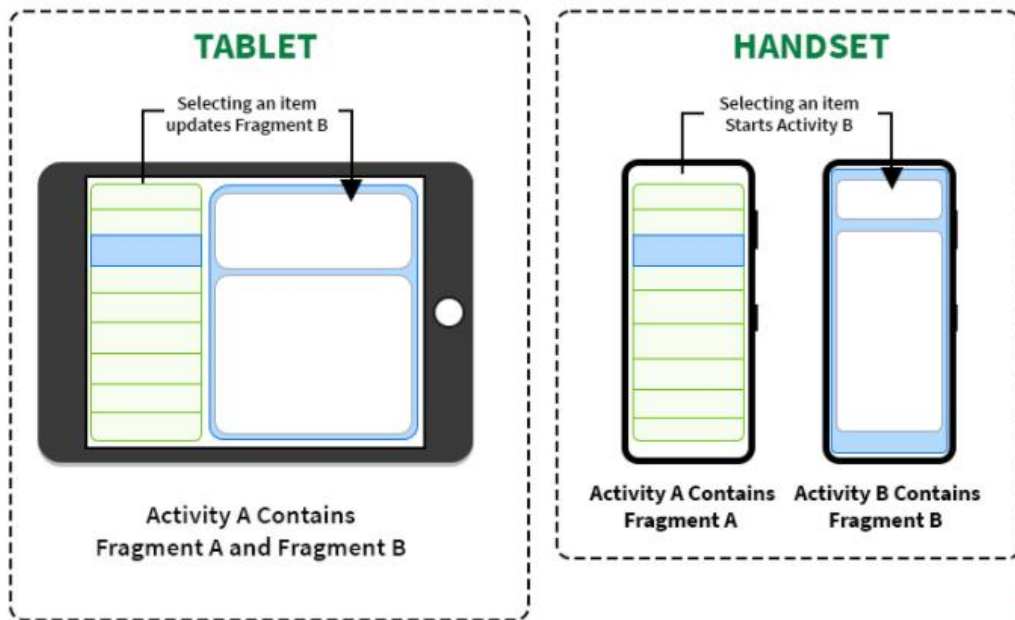 TABLET
Selecting an item
updates Fragment B
Activity A Contains
Fragment A and Fragment B
HANDSET
Selecting an item
Starts Activity B
Activity A Contains
Fragment A
Activity B Contains
Fragment B